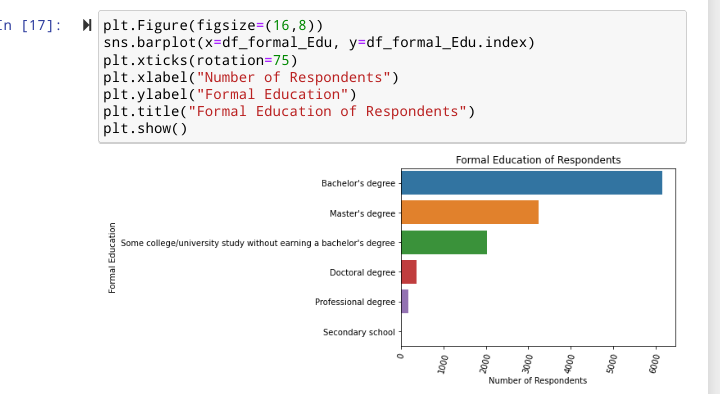 In [17]:
plt.Figure(figsize=(16,8))
sns.barplot(x=df_formal_Edu, y=df_formal_Edu.index)
plt.xticks(rotation=75)
plt.xlabel("Number of Respondents")
plt.ylabel("Formal Education")
plt.title("Formal Education of Respondents")
plt.show()
Formal Education of Respondents
Formal Education
Bachelor's degree
Master's degree
Some college/university study without earning a bachelor's degree
Doctoral degree
Professional degree
Secondary school
0 1000 2000 3000 4000 5000 6000
Number of Respondents